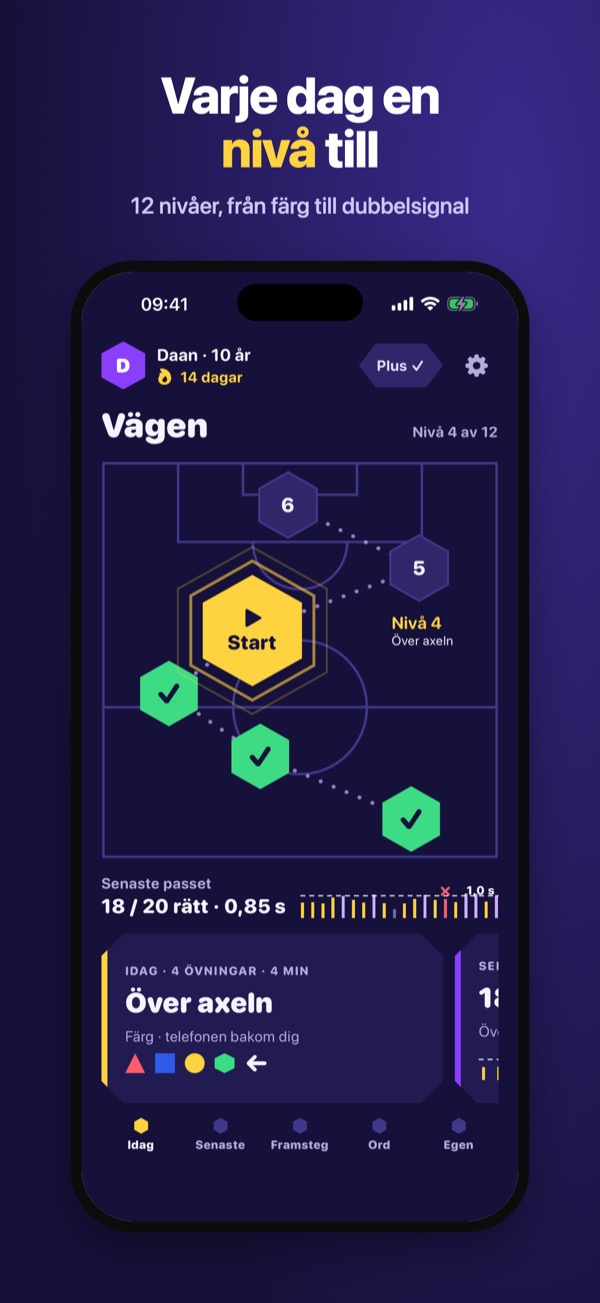 Varje dag en
nivå till
12 nivåer, från färg till dubbelsignal
09:41
D
Daan · 10 år
14 dagar
Plus ✓
Vägen
Nivå 4 av 12
6
5
Start
Nivå 4
Över axeln
Senaste passet
18 / 20 rätt · 0,85 s
1,0 s
IDAG · 4 ÖVNINGAR · 4 MIN
Över axeln
Färg · telefonen bakom dig
Idag
Senaste
Framsteg
Ord
Egen